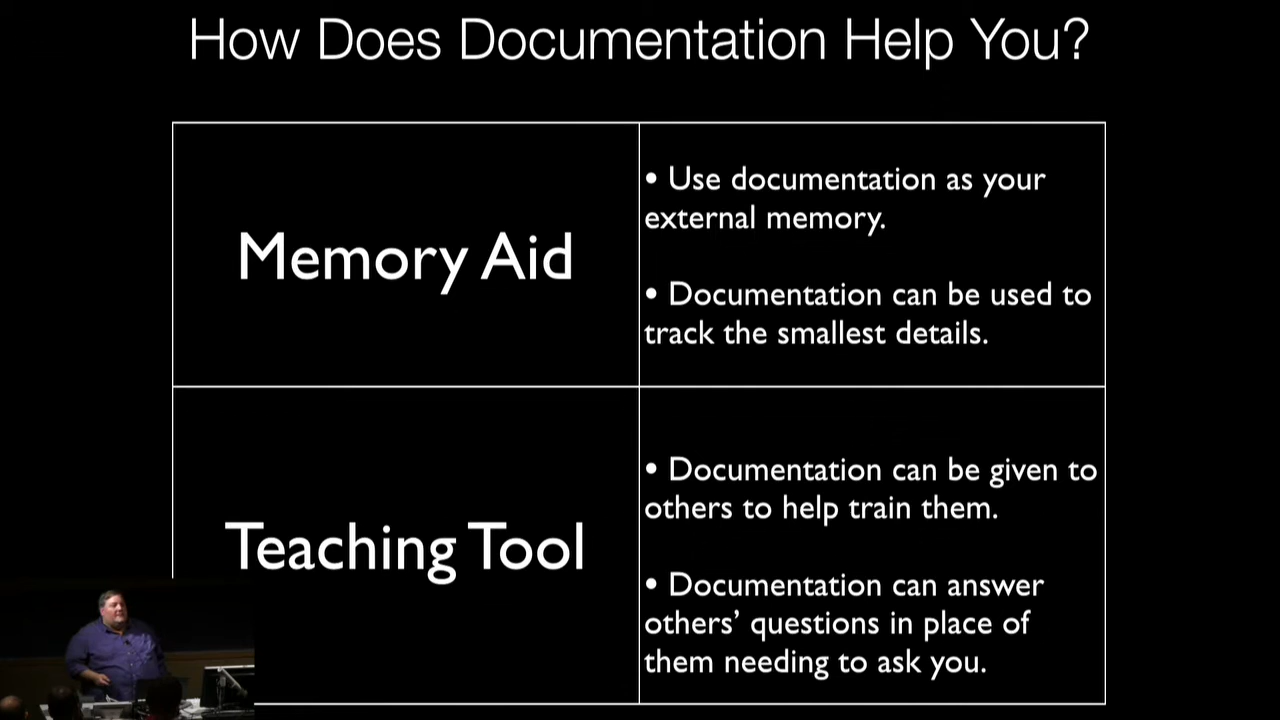 How Does Documentation Help You?
Memory Aid
• Use documentation as your
external memory.
• Documentation can be used to
track the smallest details.
Teaching Tool
• Documentation can be given to
others to help train them.
• Documentation can answer
others’ questions in place of
them needing to ask you.